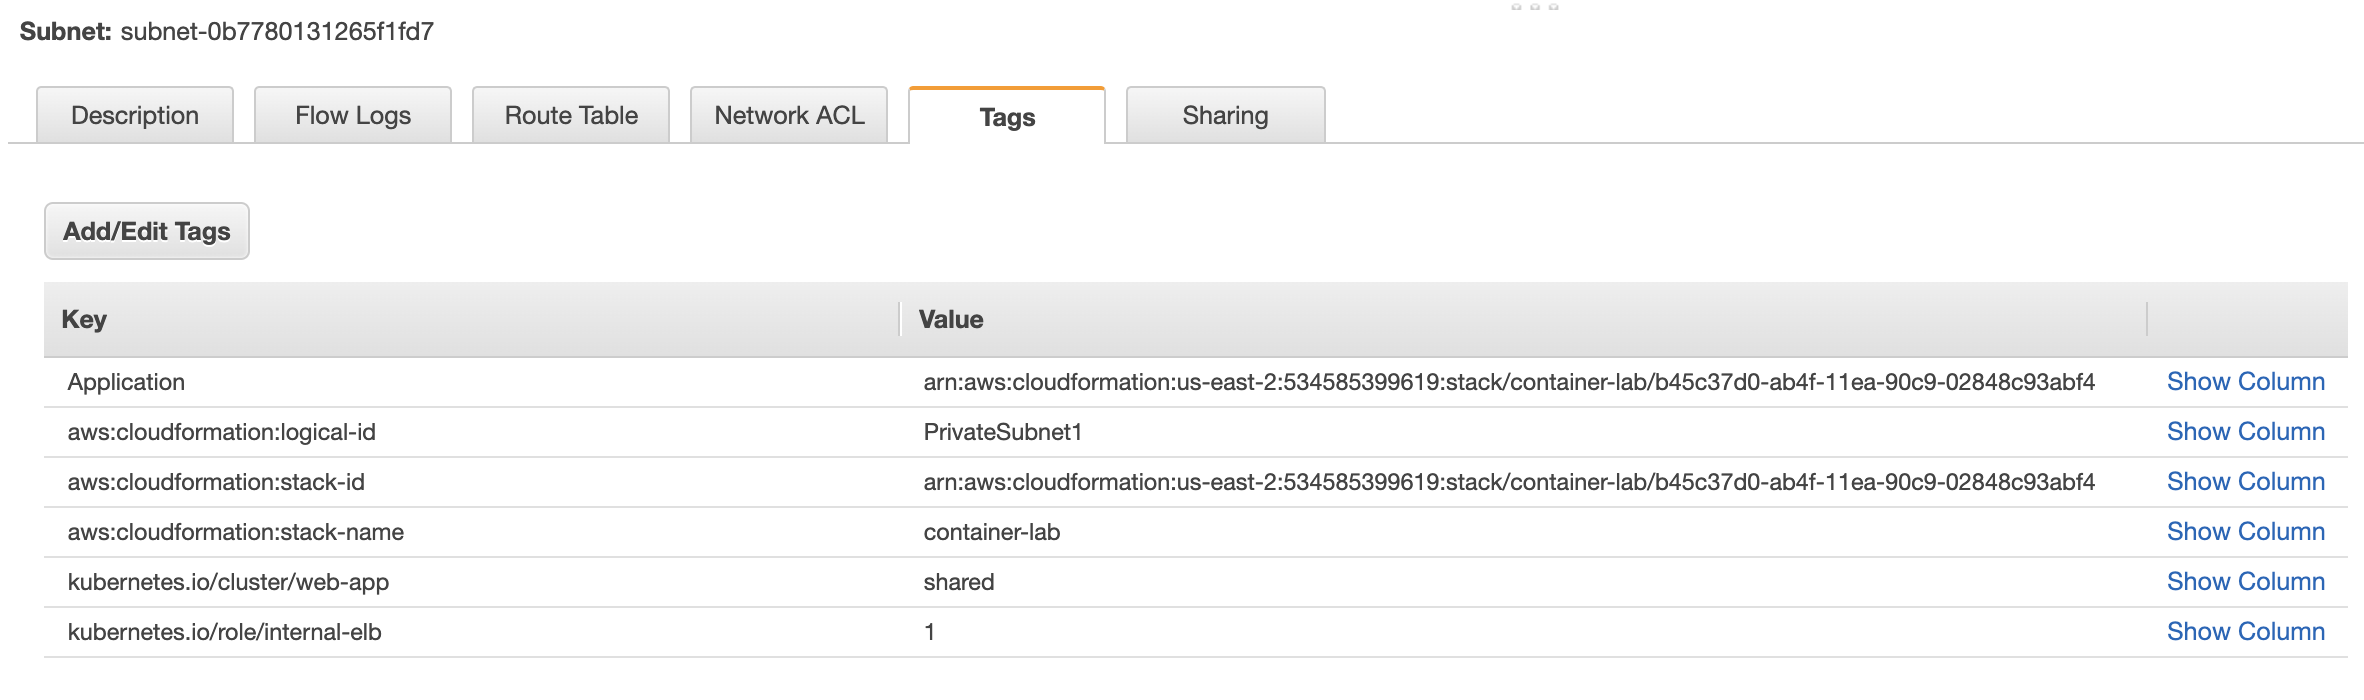 Subnet: subnet-0b7780131265f1fd7
Description Flow Logs Route Table Network ACL Tags Sharing
Add/Edit Tags
Key Value
Application arn:aws:cloudformation:us-east-2:534585399619:stack/container-lab/b45c37d0-ab4f-11ea-90c9-02848c93abf4 Show Column
aws:cloudformation:logical-id PrivateSubnet1 Show Column
aws:cloudformation:stack-id arn:aws:cloudformation:us-east-2:534585399619:stack/container-lab/b45c37d0-ab4f-11ea-90c9-02848c93abf4 Show Column
aws:cloudformation:stack-name container-lab Show Column
kubernetes.io/cluster/web-app shared Show Column
kubernetes.io/role/internal-elb 1 Show Column